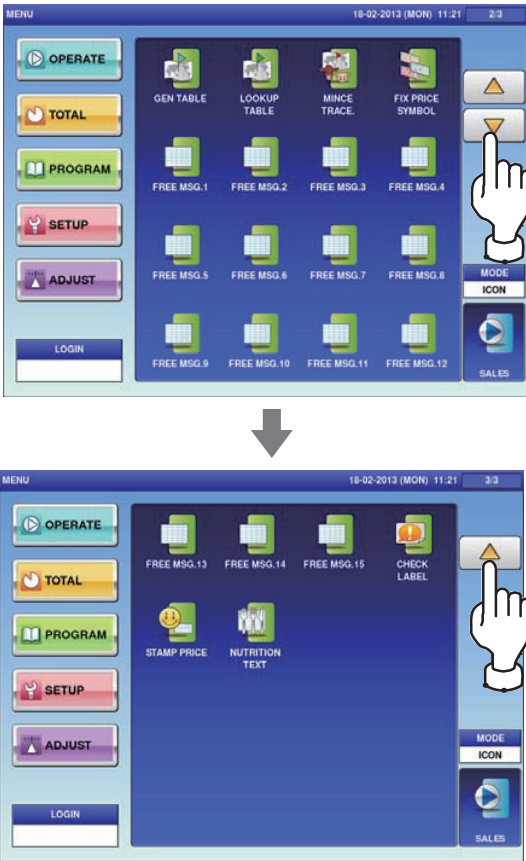 MENU
18-02-2013 (MON) 11:21
2/3
OPERATE
TOTAL
PROGRAM
SETUP
ADJUST
LOGIN
GEN TABLE
LOOKUP
TABLE
MINCE
TRACE.
FIX PRICE
SYMBOL
FREE MSG.1
FREE MSG.2
FREE MSG.3
FREE MSG.4
FREE MSG.5
FREE MSG.6
FREE MSG.7
FREE MSG.8
FREE MSG.9
FREE MSG.10
FREE MSG.11
FREE MSG.12
MODE
ICON
SALES
MENU
18-02-2013 (MON) 11:21
3/3
OPERATE
TOTAL
PROGRAM
SETUP
ADJUST
LOGIN
FREE MSG.13
FREE MSG.14
FREE MSG.15
CHECK
LABEL
STAMP PRICE
NUTRITION
TEXT
MODE
ICON
SALES